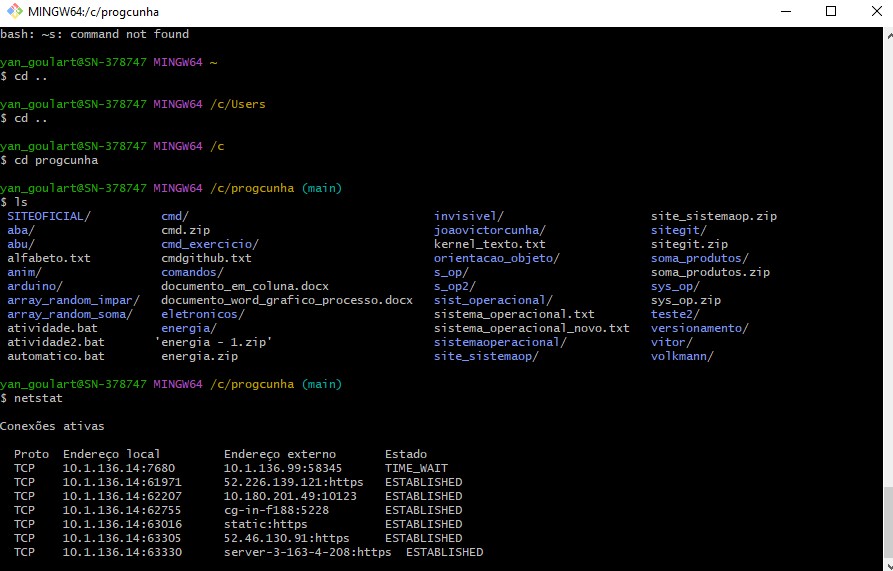 MINGW64:/c/progcunha
bash: ~s: command not found
yan_goulart@SN-378747 MINGW64 ~
$ cd ..
yan_goulart@SN-378747 MINGW64 /c/Users
$ cd ..
yan_goulart@SN-378747 MINGW64 /c
$ cd progcunha
yan_goulart@SN-378747 MINGW64 /c/progcunha (main)
$ ls
SITEOFICIAL/ cmd/ invisivel/ site_sistemaop.zip
aba/ cmd.zip joaovictorcunha/ sitegit/
abu/ cmd_exercicio/ kernel_texto.txt sitegit.zip
alfabeto.txt cmdgithub.txt orientacao_objeto/ soma_produtos/
anim/ comandos/ s_op/ soma_produtos.zip
arduino/ documento_em_coluna.docx s_op2/ sys_op/
array_random_impar/ documento_word_grafico_processo.docx sist_operacional/ sys_op.zip
array_random_soma/ eletronicos/ sistema_operacional.txt teste2/
atividade.bat energia/ sistema_operacional_novo.txt versionamento/
atividade2.bat 'energia - 1.zip' sistemaoperacional/ vitor/
automatico.bat energia.zip site_sistemaop/ volkmann/
yan_goulart@SN-378747 MINGW64 /c/progcunha (main)
$ netstat
Conexões ativas
Proto Endereço local Endereço externo Estado
TCP 10.1.136.14:7680 10.1.136.99:58345 TIME_WAIT
TCP 10.1.136.14:61971 52.226.139.121:https ESTABLISHED
TCP 10.1.136.14:62207 10.180.201.49:10123 ESTABLISHED
TCP 10.1.136.14:62755 cg-in-f188:5228 ESTABLISHED
TCP 10.1.136.14:63016 static:https ESTABLISHED
TCP 10.1.136.14:63305 52.46.130.91:https ESTABLISHED
TCP 10.1.136.14:63330 server-3-163-4-208:https ESTABLISHED